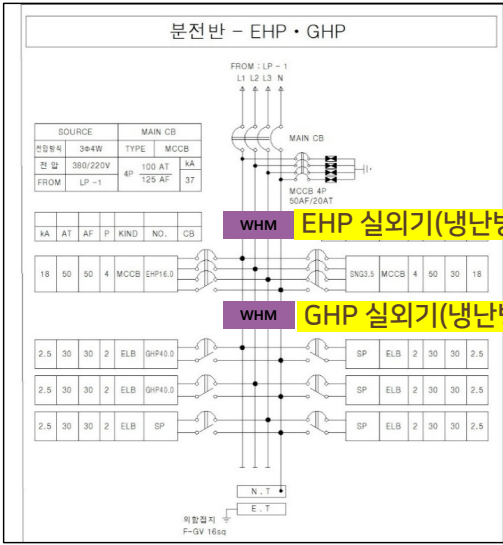 분전반 - EHP • GHP
FROM : LP - 1
L1 L2 L3 N
SOURCE MAIN CB
전압방식 3Φ4W TYPE MCCB
전 압 380/220V 4P 100 AT 125 AF kA
FROM LP -1 37
MAIN CB
MCCB 4P
50AF/20AT
kA AT AF P KIND NO. CB
WHM EHP 실외기(냉난방
18 50 50 4 MCCB EHP16.0 SNG3.5 MCCB 4 50 30 18
WHM GHP 실외기(냉난방
2.5 30 30 2 ELB GHP40.0 SP ELB 2 30 30 2.5
2.5 30 30 2 ELB GHP40.0 SP ELB 2 30 30 2.5
2.5 30 30 2 ELB SP SP ELB 2 30 30 2.5
N . T
E . T
외함접지
F-GV 16sq